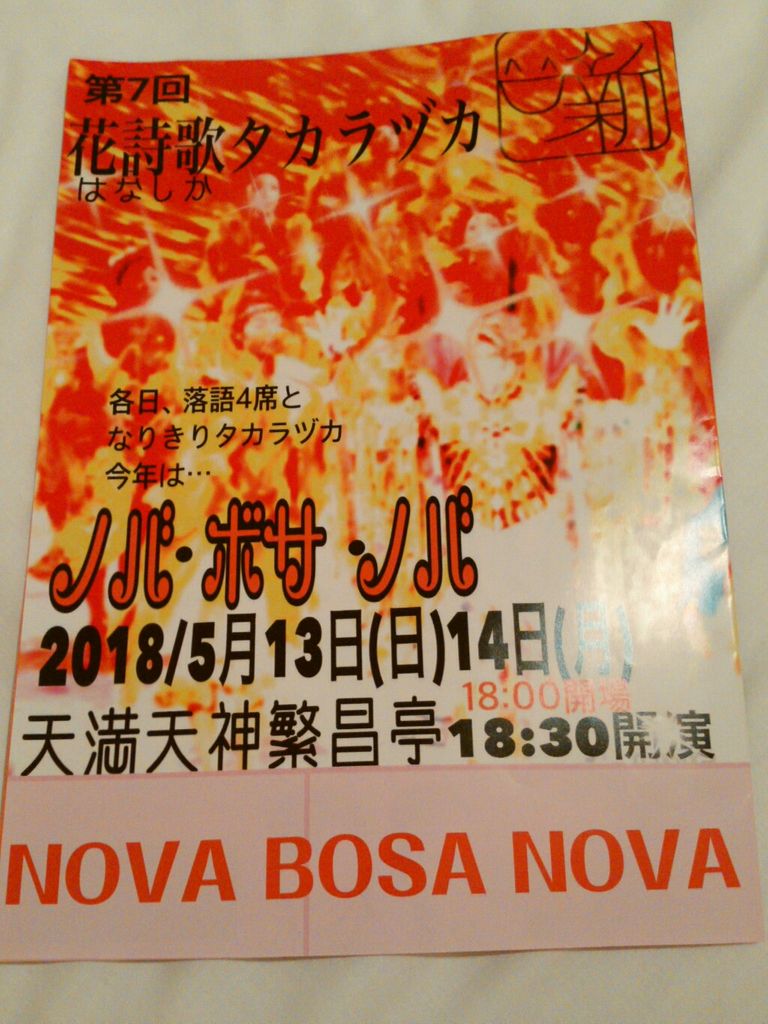 第7回
花詩歌タカラヅカ
はなしか
各日、落語4席と
なりきりタカラヅカ
今年は…
ノバ・ボサ・ノバ
2018/5月13日(日)14日(月)
18:00開場
天満天神繁昌亭18:30開演
NOVA BOSA NOVA